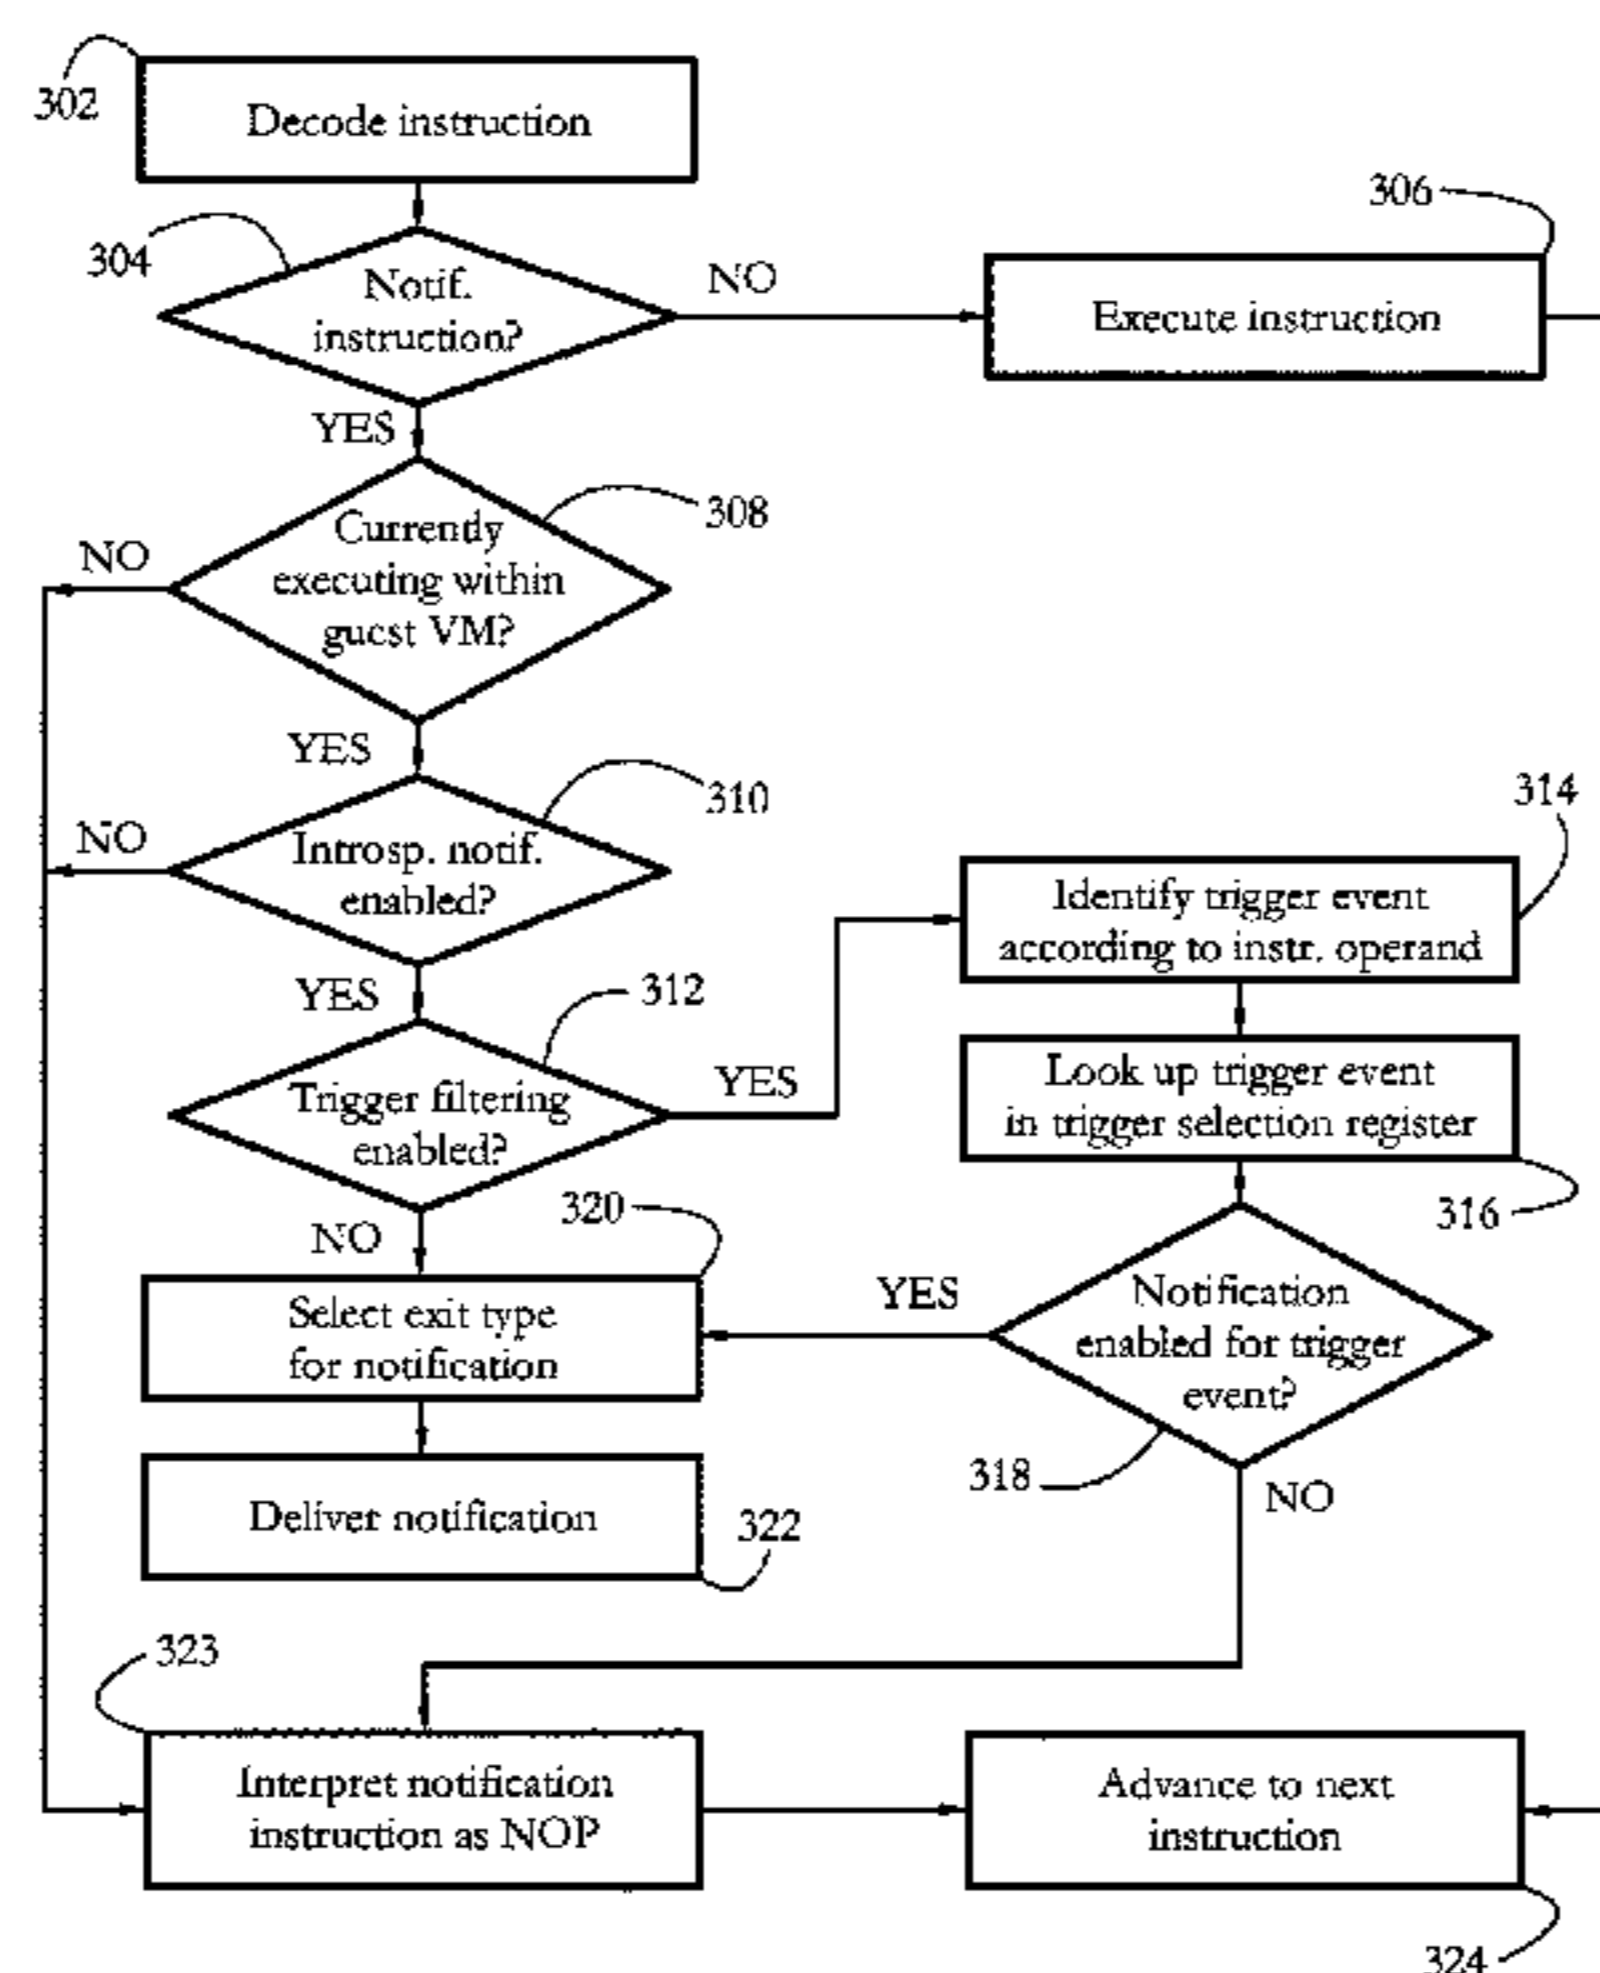 302
Decode instruction
306
304
Notif.
instruction?
NO
Execute instruction
YES
308
Currently
executing within
guest VM?
NO
YES
310
Introsp. notif.
enabled?
NO
314
Identify trigger event
according to instr. operand
YES
312
Trigger filtering
enabled?
YES
Look up trigger event
in trigger selection register
316
320
NO
Select exit type
for notification
YES
Notification
enabled for trigger
event?
318
NO
Deliver notification
322
323
Interpret notification
instruction as NOP
Advance to next
instruction
324